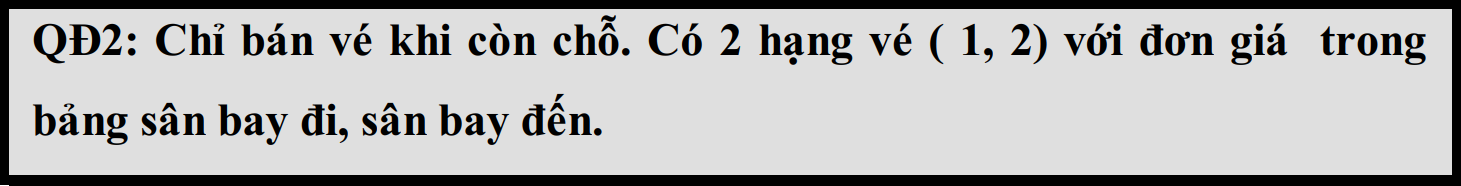 QĐ2: Chỉ bán vé khi còn chỗ. Có 2 hạng vé ( 1, 2) với đơn giá  trong
bảng sân bay đi, sân bay đến.